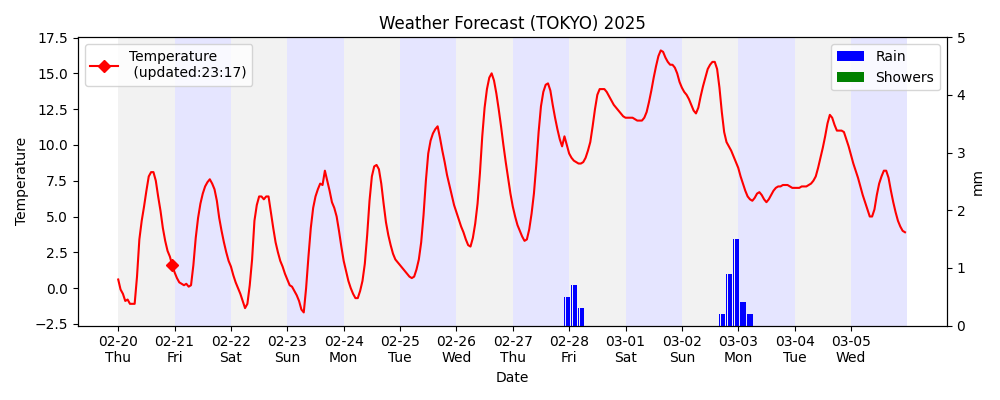 Weather Forecast (TOKYO) 2025
Temperature
(updated:23:17)
Rain
Showers
Temperature
17.5
15.0
12.5
10.0
7.5
5.0
2.5
0.0
−2.5
5
4
3
2
1
0
mm
02-20 02-21 02-22 02-23 02-24 02-25 02-26 02-27 02-28 03-01 03-02 03-03 03-04 03-05
Thu Fri Sat Sun Mon Tue Wed Thu Fri Sat Sun Mon Tue Wed
Date